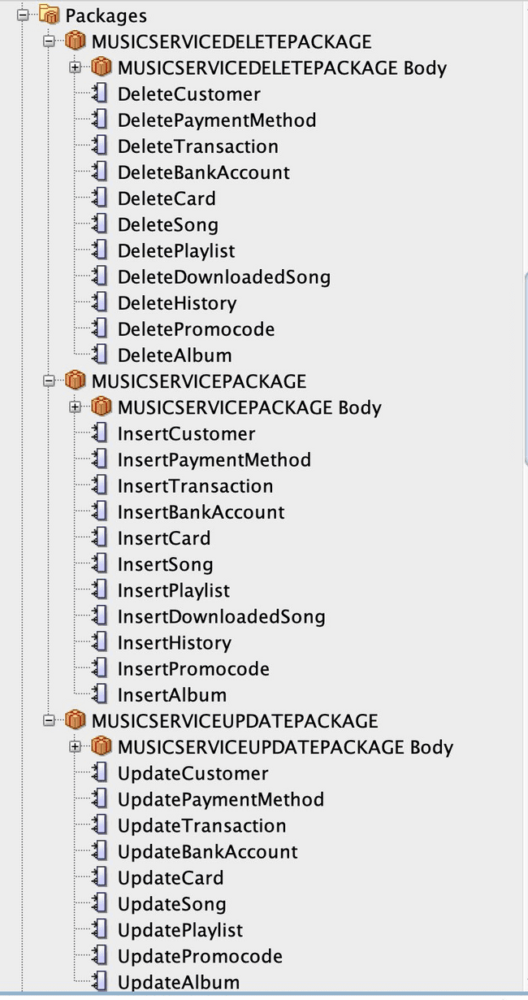 Packages
MUSICSERVICEDELETEPACKAGE
MUSICSERVICEDELETEPACKAGE Body
DeleteCustomer
DeletePaymentMethod
DeleteTransaction
DeleteBankAccount
DeleteCard
DeleteSong
DeletePlaylist
DeleteDownloadedSong
DeleteHistory
DeletePromocode
DeleteAlbum
MUSICSERVICEPACKAGE
MUSICSERVICEPACKAGE Body
InsertCustomer
InsertPaymentMethod
InsertTransaction
InsertBankAccount
InsertCard
InsertSong
InsertPlaylist
InsertDownloadedSong
InsertHistory
InsertPromocode
InsertAlbum
MUSICSERVICEUPDATEPACKAGE
MUSICSERVICEUPDATEPACKAGE Body
UpdateCustomer
UpdatePaymentMethod
UpdateTransaction
UpdateBankAccount
UpdateCard
UpdateSong
UpdatePlaylist
UpdatePromocode
UpdateAlbum